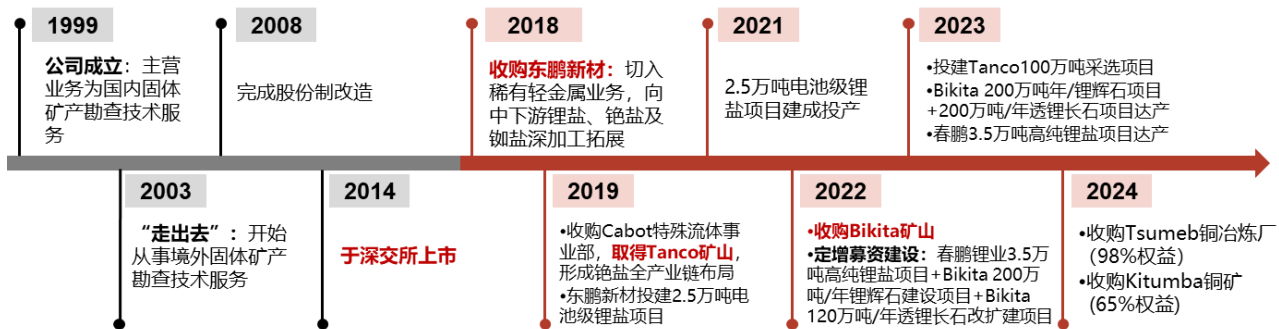 1999
公司成立：主营
业务为国内固体
矿产勘查技术服
务
2003
“走出去”：开始
从事境外固体矿产
勘查技术服务
2008
完成股份制改造
2014
于深交所上市
2018
收购东鹏新材：切入
稀有轻金属业务，向
中下游锂盐、铯盐及
铷盐深加工拓展
2019
•收购Cabot特殊流体事
业部，取得Tanco矿山，
形成铯盐全产业链布局
•东鹏新材投建2.5万吨电
池级锂盐项目
2021
2.5万吨电池级锂
盐项目建成投产
2022
•收购Bikita矿山
•定增募资建设：春鹏锂业3.5万
吨高纯锂盐项目+Bikita 200万
吨/年锂辉石建设项目+Bikita
120万吨/年透锂长石改扩建项目
2023
•投建Tanco100万吨采选项目
•Bikita 200万吨年/锂辉石项目
+200万吨/年透锂长石项目达产
•春鹏3.5万吨高纯锂盐项目达产
2024
•收购Tsumeb铜冶炼厂
(98%权益)
•收购Kitumba铜矿
(65%权益)